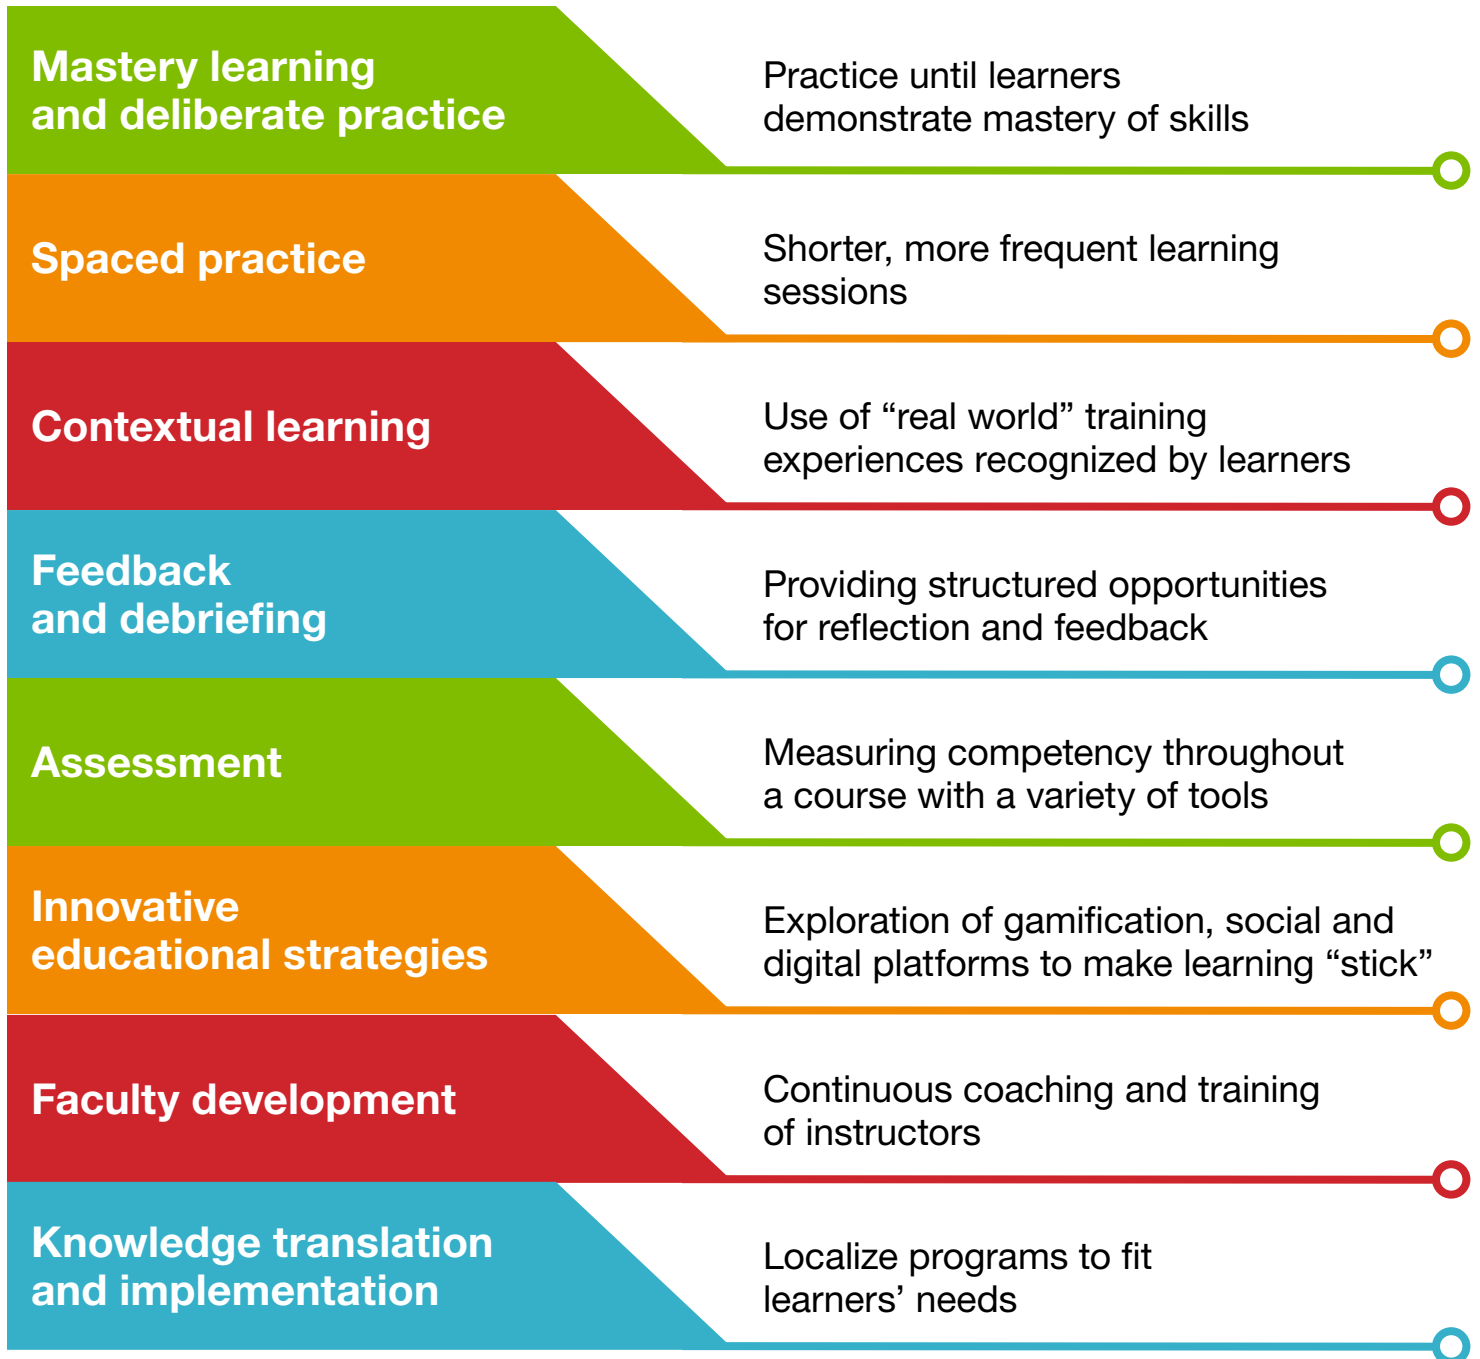 Mastery learning
and deliberate practice
Practice until learners
demonstrate mastery of skills
Spaced practice
Shorter, more frequent learning
sessions
Contextual learning
Use of “real world” training
experiences recognized by learners
Feedback
and debriefing
Providing structured opportunities
for reflection and feedback
Assessment
Measuring competency throughout
a course with a variety of tools
Innovative
educational strategies
Exploration of gamification, social and
digital platforms to make learning “stick”
Faculty development
Continuous coaching and training
of instructors
Knowledge translation
and implementation
Localize programs to fit
learners’ needs